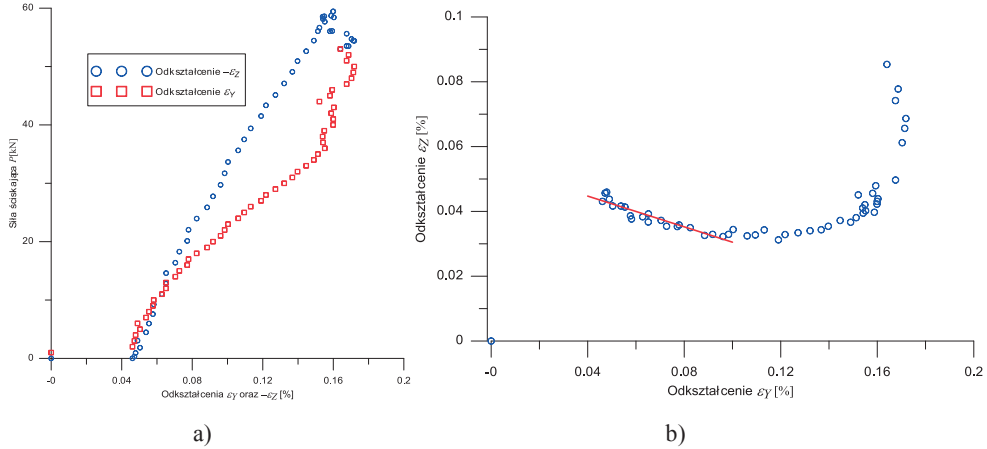 60
40
20
0
-0
0.04
0.08
0.12
0.16
0.2
Siła ściskająca P[kN]
Odkształcenie –εZ
Odkształcenie εY
Odkształcenia εY oraz –εZ [%]
a)
0.1
0.08
0.06
0.04
0.02
0
-0
0.04
0.08
0.12
0.16
0.2
Odkształcenie εZ [%]
Odkształcenie εY [%]
b)